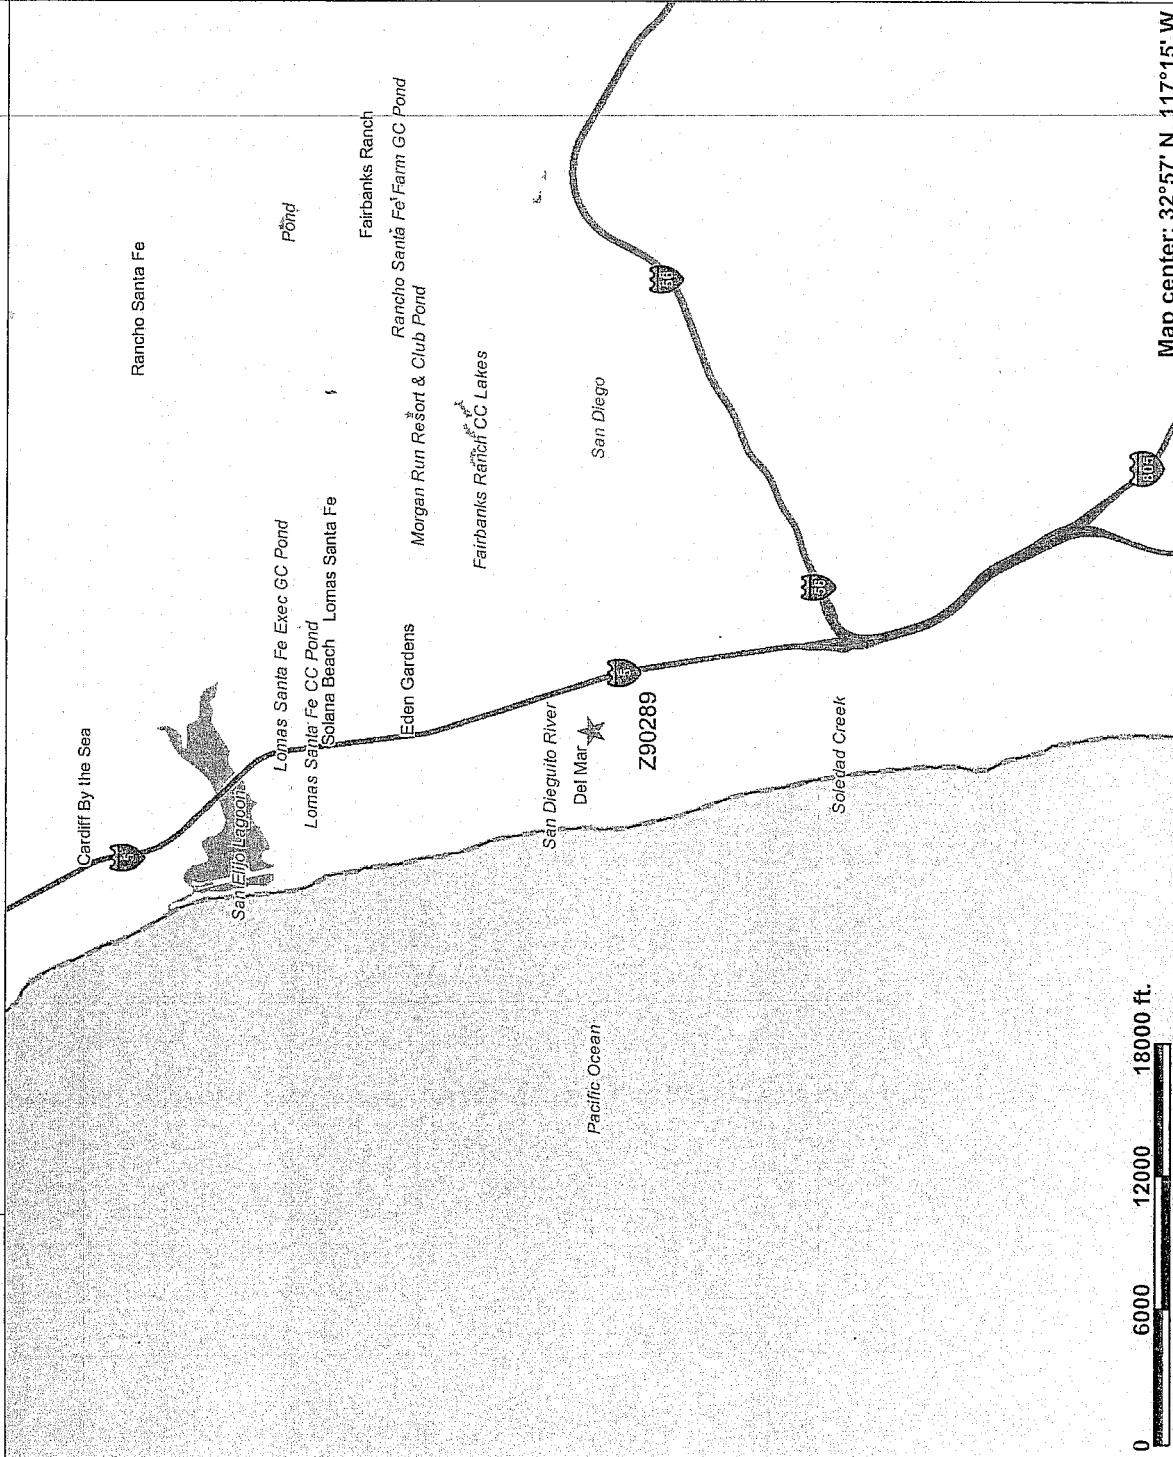 Cardiff By the Sea
5
Rancho Santa Fe
San Elijo Lagoon
Pond
Lomas Santa Fe Exec GC Pond
Lomas Santa Fe CC Pond
Solana Beach
Lomas Santa Fe
Fairbanks Ranch
Rancho Santa Fe Farm GC Pond
Eden Gardens
Morgan Run Resort & Club Pond
Fairbanks Ranch CC Lakes
San Dieguito River
Del Mar
San Diego
Pacific Ocean
5
Z90289
56
56
Soledad Creek
805
0 6000 12000 18000 ft.
Map center: 32°57' N 117°15' W